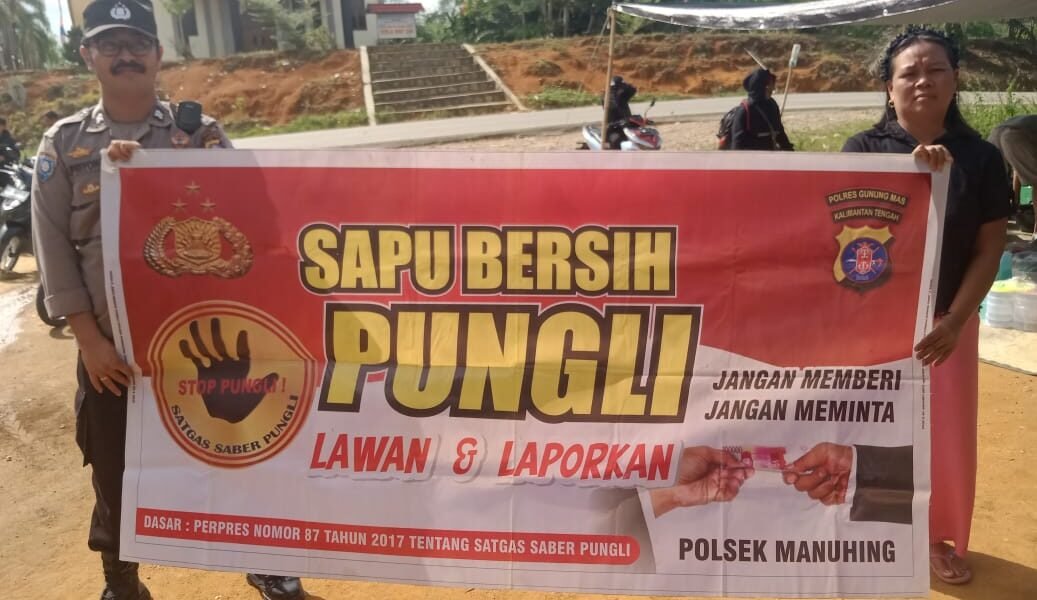 POLRES GUNUNG MAS
KALIMANTAN TENGAH
SAPU BERSIH
PUNGLI
STOP PUNGLI !
SATGAS SABER PUNGLI
LAWAN & LAPORKAN
JANGAN MEMBERI
JANGAN MEMINTA
DASAR : PERPRES NOMOR 87 TAHUN 2017 TENTANG SATGAS SABER PUNGLI
POLSEK MANUHING